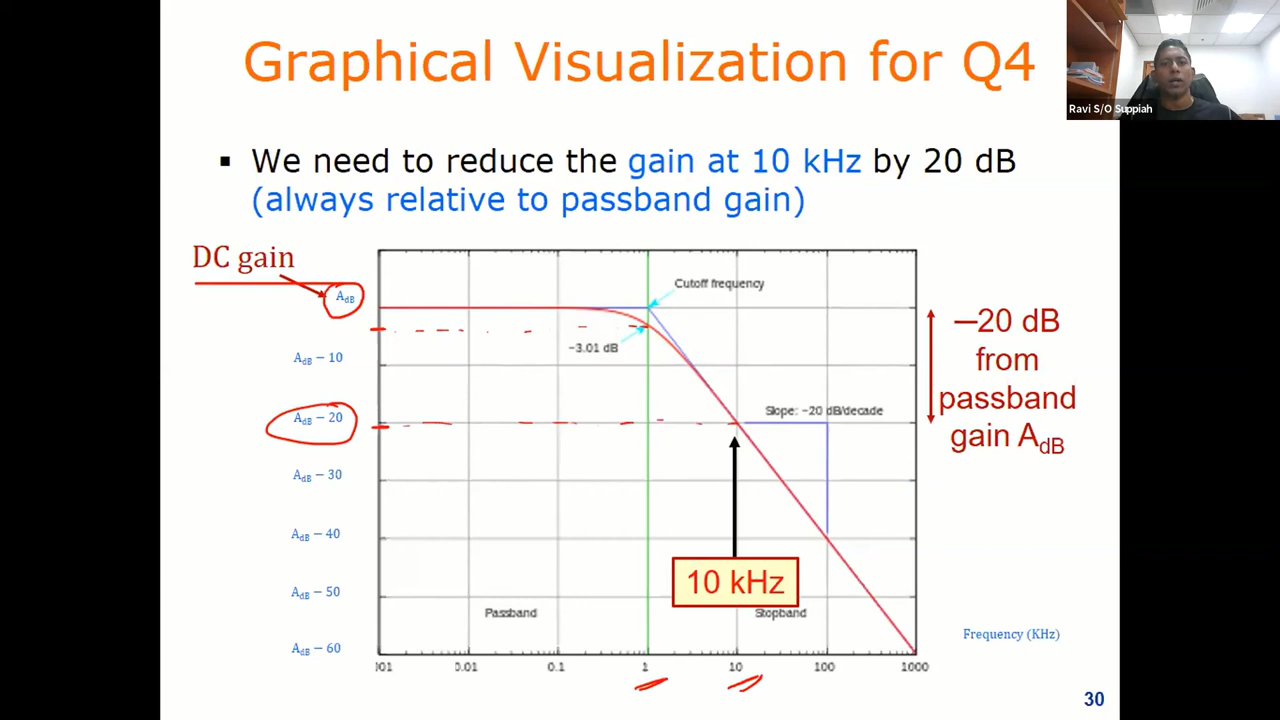 Graphical Visualization for Q4
Ravi S/O Suppiah
▪ We need to reduce the gain at 10 kHz by 20 dB
(always relative to passband gain)
DC gain
AdB
Cutoff frequency
−3.01 dB
AdB − 10
AdB − 20
Slope: −20 dB/decade
AdB − 30
AdB − 40
AdB − 50
AdB − 60
—20 dB
from
passband
gain AdB
10 kHz
Passband
Stopband
Frequency (KHz)
001 0.01 0.1 1 10 100 1000
30